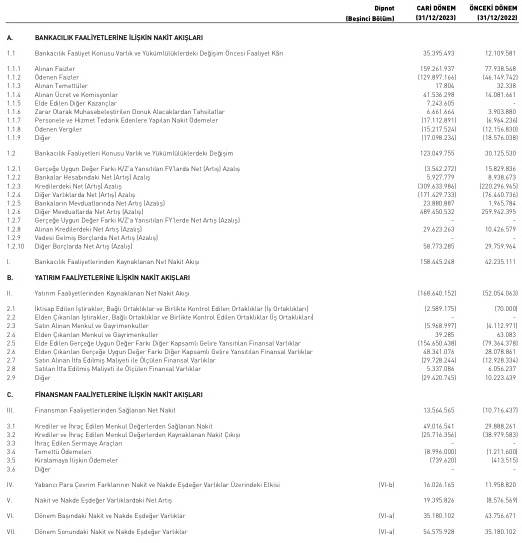 Dipnot CARİ DÖNEM ÖNCEKİ DÖNEM
(Beşinci Bölüm) (31/12/2023) (31/12/2022)
A. BANKACILIK FAALİYETLERİNE İLİŞKİN NAKİT AKIŞLARI
1.1 Bankacılık Faaliyet Konusu Varlık ve Yükümlülüklerdeki Değişim Öncesi Faaliyet Kârı 35.395.493 12.109.581
1.1.1 Alınan Faizler 159.261.937 77.938.548
1.1.2 Ödenen Faizler (129.897.166) (46.149.742)
1.1.3 Alınan Temettüler 17.806 32.338
1.1.4 Alınan Ücret ve Komisyonlar 41.536.298 14.081.661
1.1.5 Elde Edilen Diğer Kazançlar 7.243.605 -
1.1.6 Zarar Olarak Muhasebeleştirilen Donuk Alacaklardan Tahsilatlar 6.661.664 3.903.880
1.1.7 Personele ve Hizmet Tedarik Edenlere Yapılan Nakit Ödemeler (17.112.891) (6.964.236)
1.1.8 Ödenen Vergiler (15.217.524) (12.156.830)
1.1.9 Diğer (17.098.234) (18.576.038)
1.2 Bankacılık Faaliyetleri Konusu Varlık ve Yükümlülüklerdeki Değişim 123.049.755 30.125.530
1.2.1 Gerçeğe Uygun Değer Farkı K/Z'a Yansıtılan FV'larda Net (Artış) Azalış (3.542.272) 15.829.836
1.2.2 Bankalar Hesabındaki Net (Artış) Azalış 5.927.779 8.938.673
1.2.3 Kredilerdeki Net (Artış) Azalış (309.633.986) (220.296.965)
1.2.4 Diğer Varlıklarda Net (Artış) Azalış (171.429.733) (76.440.736)
1.2.5 Bankaların Mevduatlarında Net (Artış) Azalış 23.880.887 1.965.784
1.2.6 Diğer Mevduatlarda Net (Artış) Azalış 489.450.532 259.942.395
1.2.7 Gerçeğe Uygun Değer Farkı K/Z'a Yansıtılan FY'lerde Net Artış (Azalış) - -
1.2.8 Alınan Kredilerdeki Net Artış (Azalış) 29.623.263 10.426.579
1.2.9 Vadesi Gelmiş Borçlarda Net Artış (Azalış) - -
1.2.10 Diğer Borçlarda Net Artış (Azalış) 58.773.285 29.759.964
I. Bankacılık Faaliyetlerinden Kaynaklanan Net Nakit Akışı 158.445.248 42.235.111
B. YATIRIM FAALİYETLERİNE İLİŞKİN NAKİT AKIŞLARI
II. Yatırım Faaliyetlerinden Kaynaklanan Net Nakit Akışı (168.640.152) (52.054.063)
2.1 İktisap Edilen İştirakler, Bağlı Ortaklıklar ve Birlikte Kontrol Edilen Ortaklıklar (İş Ortaklıkları) (2.589.175) (70.000)
2.2 Elden Çıkarılan İştirakler, Bağlı Ortaklıklar ve Birlikte Kontrol Edilen Ortaklıklar (İş Ortaklıkları) - -
2.3 Satın Alınan Menkul ve Gayrimenkuller (5.968.997) (4.112.971)
2.4 Elden Çıkarılan Menkul ve Gayrimenkuller 39.285 63.083
2.5 Elde Edilen Gerçeğe Uygun Değer Farkı Diğer Kapsamlı Gelire Yansıtılan Finansal Varlıklar (154.650.438) (79.364.378)
2.6 Elden Çıkarılan Gerçeğe Uygun Değer Farkı Diğer Kapsamlı Gelire Yansıtılan Finansal Varlıklar 48.341.076 28.078.861
2.7 Satın Alınan İtfa Edilmiş Maliyeti ile Ölçülen Finansal Varlıklar (29.728.244) (12.928.334)
2.8 Satılan İtfa Edilmiş Maliyeti ile Ölçülen Finansal Varlıklar 5.337.086 6.056.237
2.9 Diğer (29.420.745) 10.223.439
C. FİNANSMAN FAALİYETLERİNE İLİŞKİN NAKİT AKIŞLARI
III. Finansman Faaliyetlerinden Sağlanan Net Nakit 13.564.565 (10.716.437)
3.1 Krediler ve İhraç Edilen Menkul Değerlerden Sağlanan Nakit 49.016.541 29.888.261
3.2 Krediler ve İhraç Edilen Menkul Değerlerden Kaynaklanan Nakit Çıkışı (25.716.356) (38.979.583)
3.3 İhraç Edilen Sermaye Araçları - -
3.4 Temettü Ödemeleri (8.996.000) (1.211.600)
3.5 Kiralamaya İlişkin Ödemeler (739.620) (413.515)
3.6 Diğer - -
IV. Yabancı Para Çevrim Farklarının Nakit ve Nakde Eşdeğer Varlıklar Üzerindeki Etkisi (VI-b) 16.026.165 11.958.820
V. Nakit ve Nakde Eşdeğer Varlıklardaki Net Artış 19.395.826 (8.576.569)
VI. Dönem Başındaki Nakit ve Nakde Eşdeğer Varlıklar (VI-a) 35.180.102 43.756.671
VII. Dönem Sonundaki Nakit ve Nakde Eşdeğer Varlıklar (VI-a) 54.575.928 35.180.102